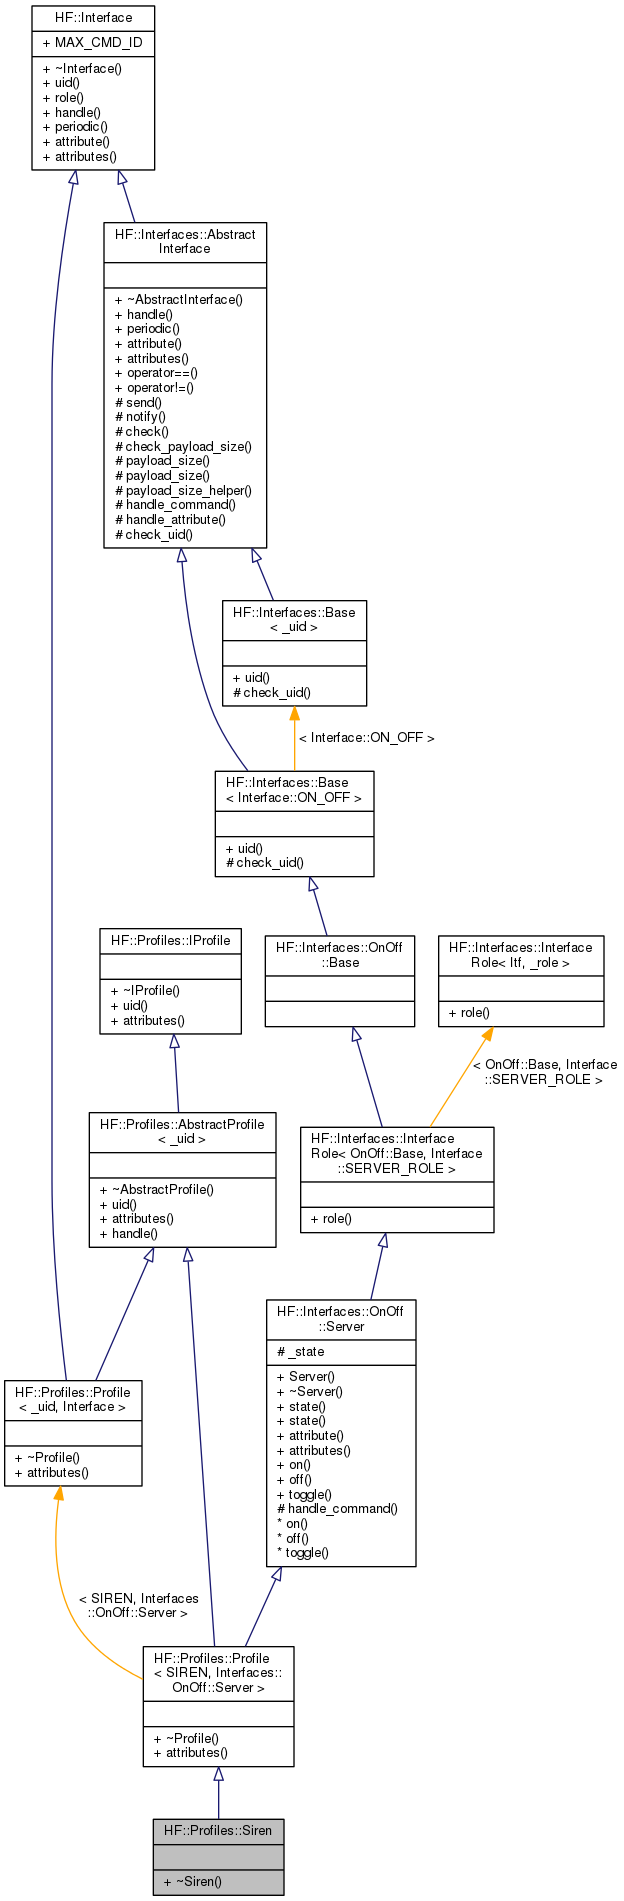 HF::Interface
+ MAX_CMD_ID
+ ~Interface()
+ uid()
+ role()
+ handle()
+ periodic()
+ attribute()
+ attributes()
HF::Interfaces::Abstract
Interface
+ ~AbstractInterface()
+ handle()
+ periodic()
+ attribute()
+ attributes()
+ operator==()
+ operator!=()
# send()
# notify()
# check()
# check_payload_size()
# payload_size()
# payload_size()
# payload_size_helper()
# handle_command()
# handle_attribute()
# check_uid()
HF::Interfaces::Base
< _uid >
+ uid()
# check_uid()
< Interface::ON_OFF >
HF::Interfaces::Base
< Interface::ON_OFF >
+ uid()
# check_uid()
HF::Profiles::IProfile
+ ~IProfile()
+ uid()
+ attributes()
HF::Interfaces::OnOff
::Base
HF::Interfaces::Interface
Role< Itf, _role >
+ role()
< OnOff::Base, Interface
::SERVER_ROLE >
HF::Profiles::AbstractProfile
< _uid >
+ ~AbstractProfile()
+ uid()
+ attributes()
+ handle()
HF::Interfaces::Interface
Role< OnOff::Base, Interface
::SERVER_ROLE >
+ role()
HF::Interfaces::OnOff
::Server
# _state
+ Server()
+ ~Server()
+ state()
+ state()
+ attribute()
+ attributes()
+ on()
+ off()
+ toggle()
# handle_command()
* on()
* off()
* toggle()
HF::Profiles::Profile
< _uid, Interface >
+ ~Profile()
+ attributes()
< SIREN, Interfaces
::OnOff::Server >
HF::Profiles::Profile
< SIREN, Interfaces::
OnOff::Server >
+ ~Profile()
+ attributes()
HF::Profiles::Siren
+ ~Siren()